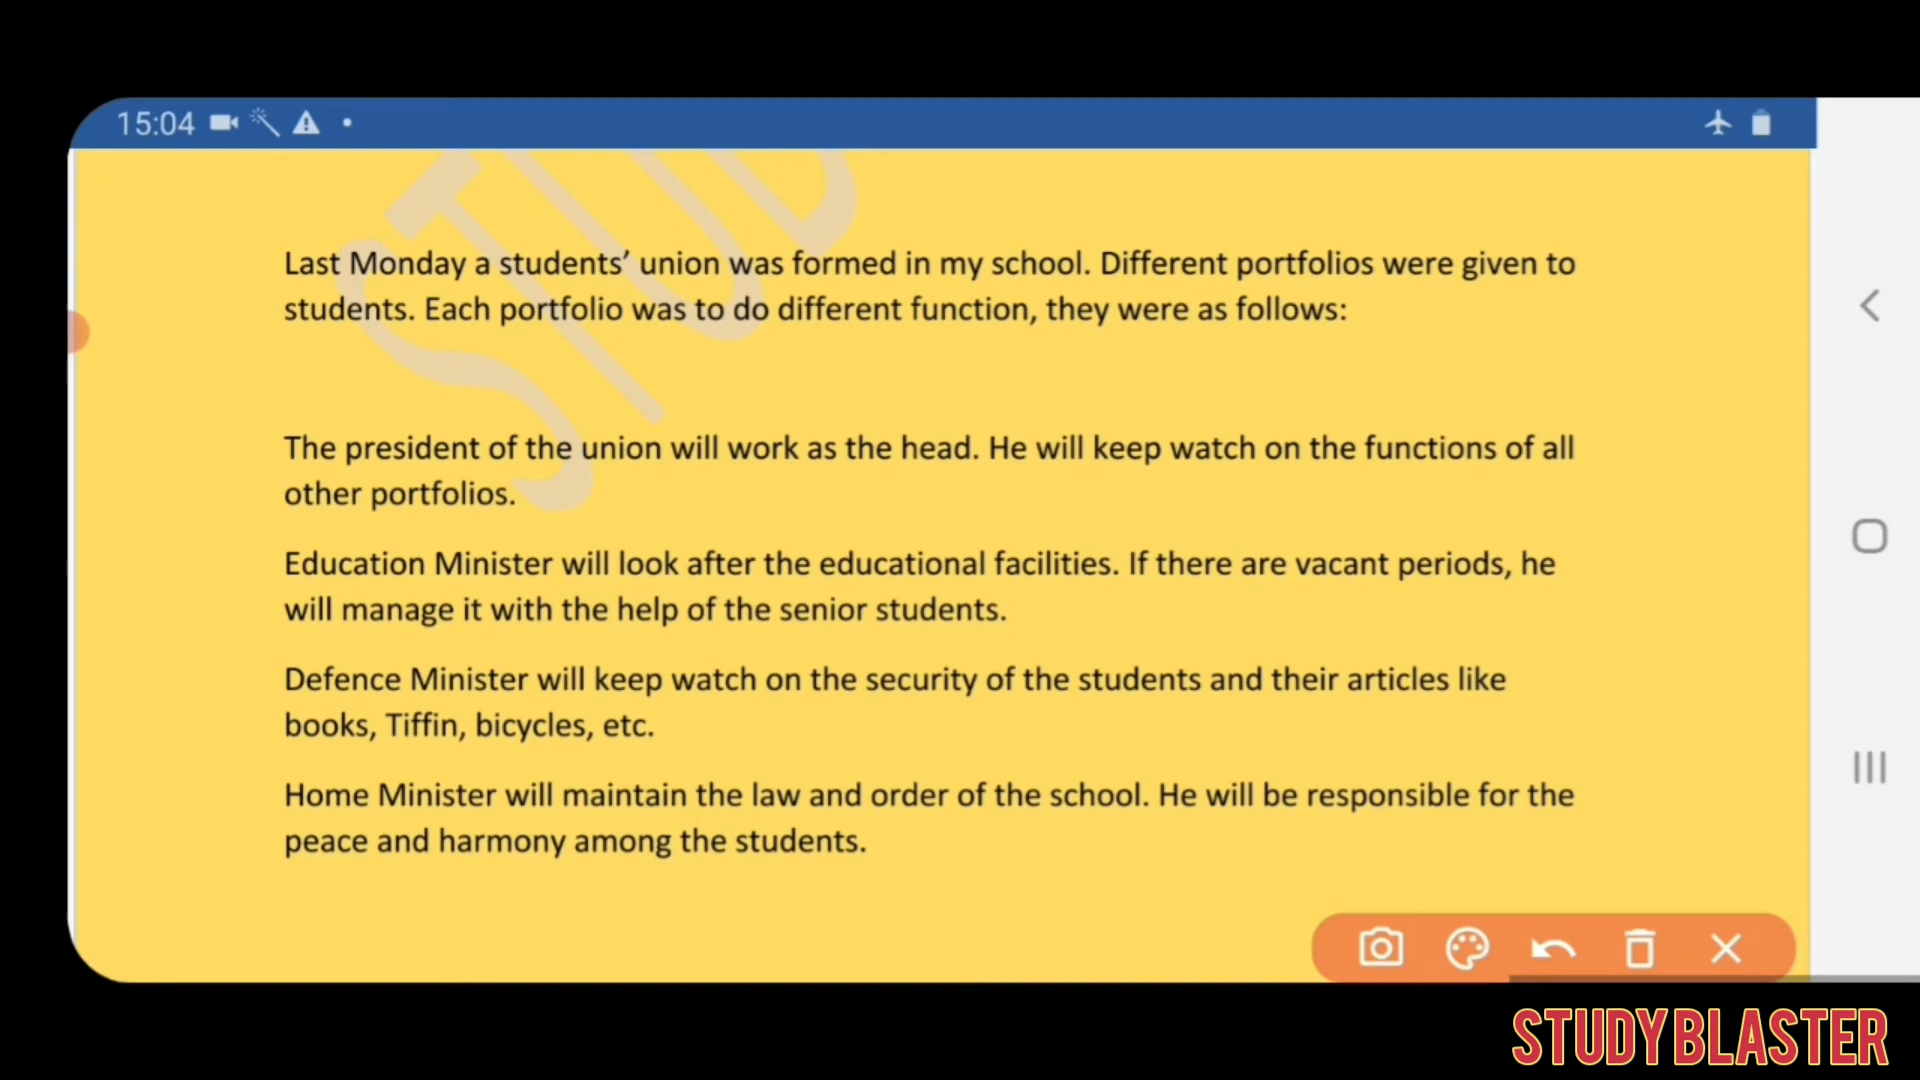 15:04
Last Monday a students’ union was formed in my school. Different portfolios were given to
students. Each portfolio was to do different function, they were as follows:
The president of the union will work as the head. He will keep watch on the functions of all
other portfolios.
Education Minister will look after the educational facilities. If there are vacant periods, he
will manage it with the help of the senior students.
Defence Minister will keep watch on the security of the students and their articles like
books, Tiffin, bicycles, etc.
Home Minister will maintain the law and order of the school. He will be responsible for the
peace and harmony among the students.
STUDY BLASTER